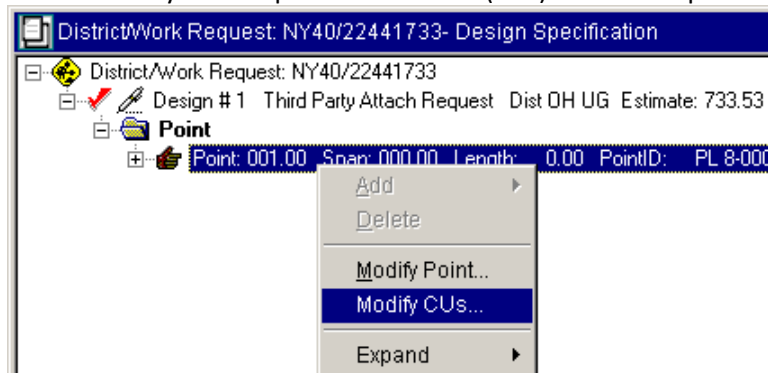 District/Work Request: NY40/22441733- Design Specification
District/Work Request: NY40/22441733
Design # 1 Third Party Attach Request Dist OH UG Estimate: 733.53
Point
Point: 001.00 Span: 000.00 Length: 0.00 PointID: PL 8-000
Add
Delete
Modify Point...
Modify CUs...
Expand